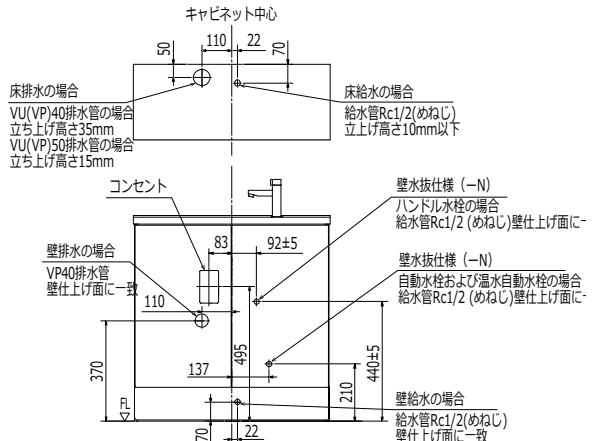 キャビネット中心
110
22
50
70
床排水の場合
VU(VP)40排水管の場合
立ち上げ高さ35mm
VU(VP)50排水管の場合
立ち上げ高さ15mm
床給水の場合
給水管Rc1/2(めねじ)
立上げ高さ10mm以下
コンセント
壁水抜仕様（−N）
ハンドル水栓の場合
給水管Rc1/2 (めねじ)壁仕上げ面に一
83
92±5
壁排水の場合
VP40排水管
壁仕上げ面に一致
壁水抜仕様（−N）
自動水栓および温水自動水栓の場合
給水管Rc1/2 (めねじ)壁仕上げ面に一
110
370
495
440±5
137
210
FL
壁給水の場合
給水管Rc1/2(めねじ)
壁仕上げ面に一致
70
22